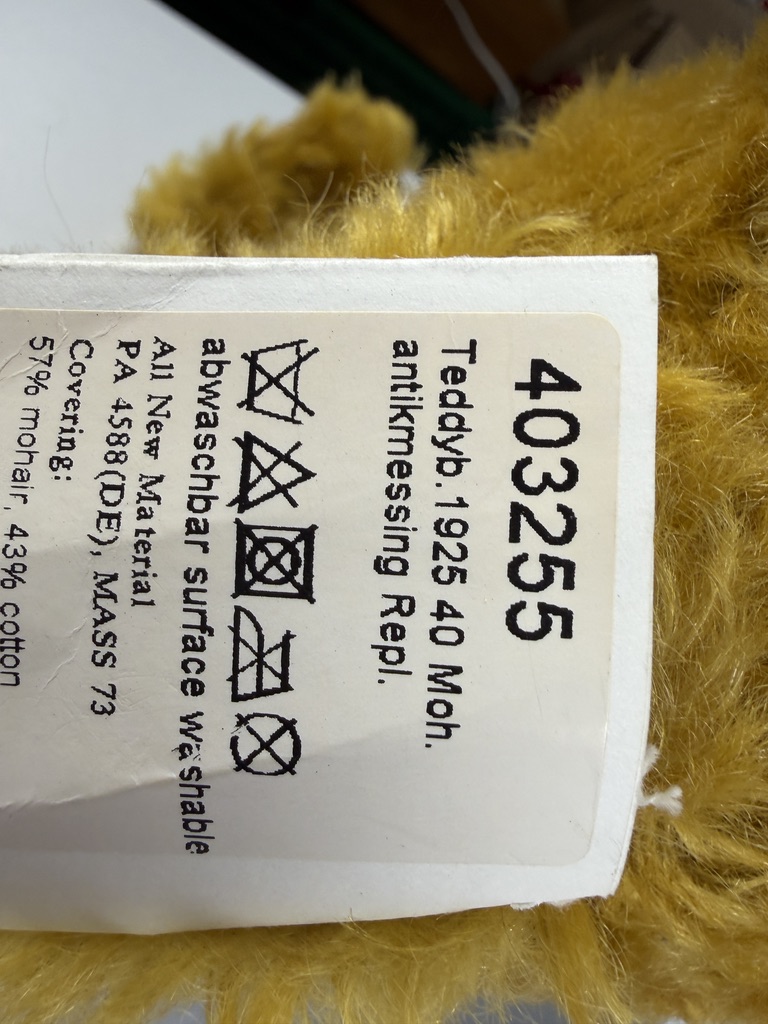 403255
Teddyb. 1925 40 Moh.
antikmessing Repl.
abwaschbar surface washable
All New Material
PA 4588(DE), MASS 73
Covering:
57% mohair, 43% cotton